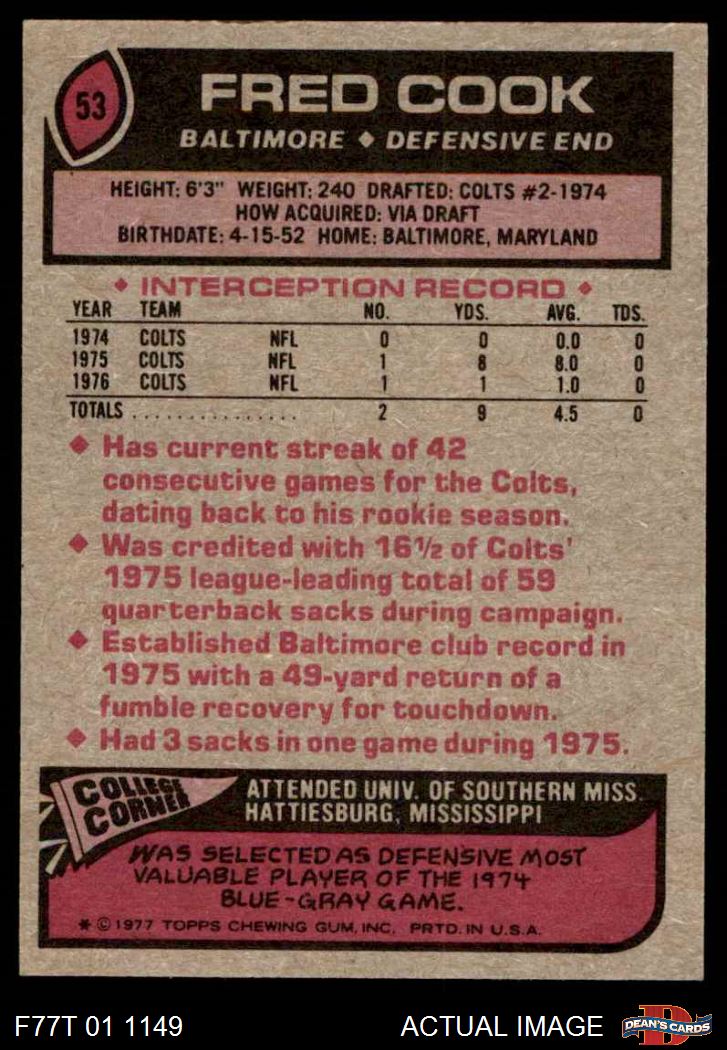 53
FRED COOK
BALTIMORE ◆ DEFENSIVE END
HEIGHT: 6'3" WEIGHT: 240 DRAFTED: COLTS #2-1974
HOW ACQUIRED: VIA DRAFT
BIRTHDATE: 4-15-52 HOME: BALTIMORE, MARYLAND
◆ INTERCEPTION RECORD ◆
YEAR TEAM NO. YDS. AVG. TDS.
1974 COLTS NFL 0 0 0.0 0
1975 COLTS NFL 1 8 8.0 0
1976 COLTS NFL 1 1 1.0 0
TOTALS ............... 2 9 4.5 0
◆ Has current streak of 42
consecutive games for the Colts,
dating back to his rookie season.
◆ Was credited with 16½ of Colts'
1975 league-leading total of 59
quarterback sacks during campaign.
◆ Established Baltimore club record in
1975 with a 49-yard return of a
fumble recovery for touchdown.
◆ Had 3 sacks in one game during 1975.
COLLEGE
CORNER
ATTENDED UNIV. OF SOUTHERN MISS.
HATTIESBURG, MISSISSIPPI
WAS SELECTED AS DEFENSIVE MOST
VALUABLE PLAYER OF THE 1974
BLUE-GRAY GAME.
* © 1977 TOPPS CHEWING GUM, INC. PRTD. IN U.S.A.
F77T 01 1149
ACTUAL IMAGE
D
DEAN'S CARDS